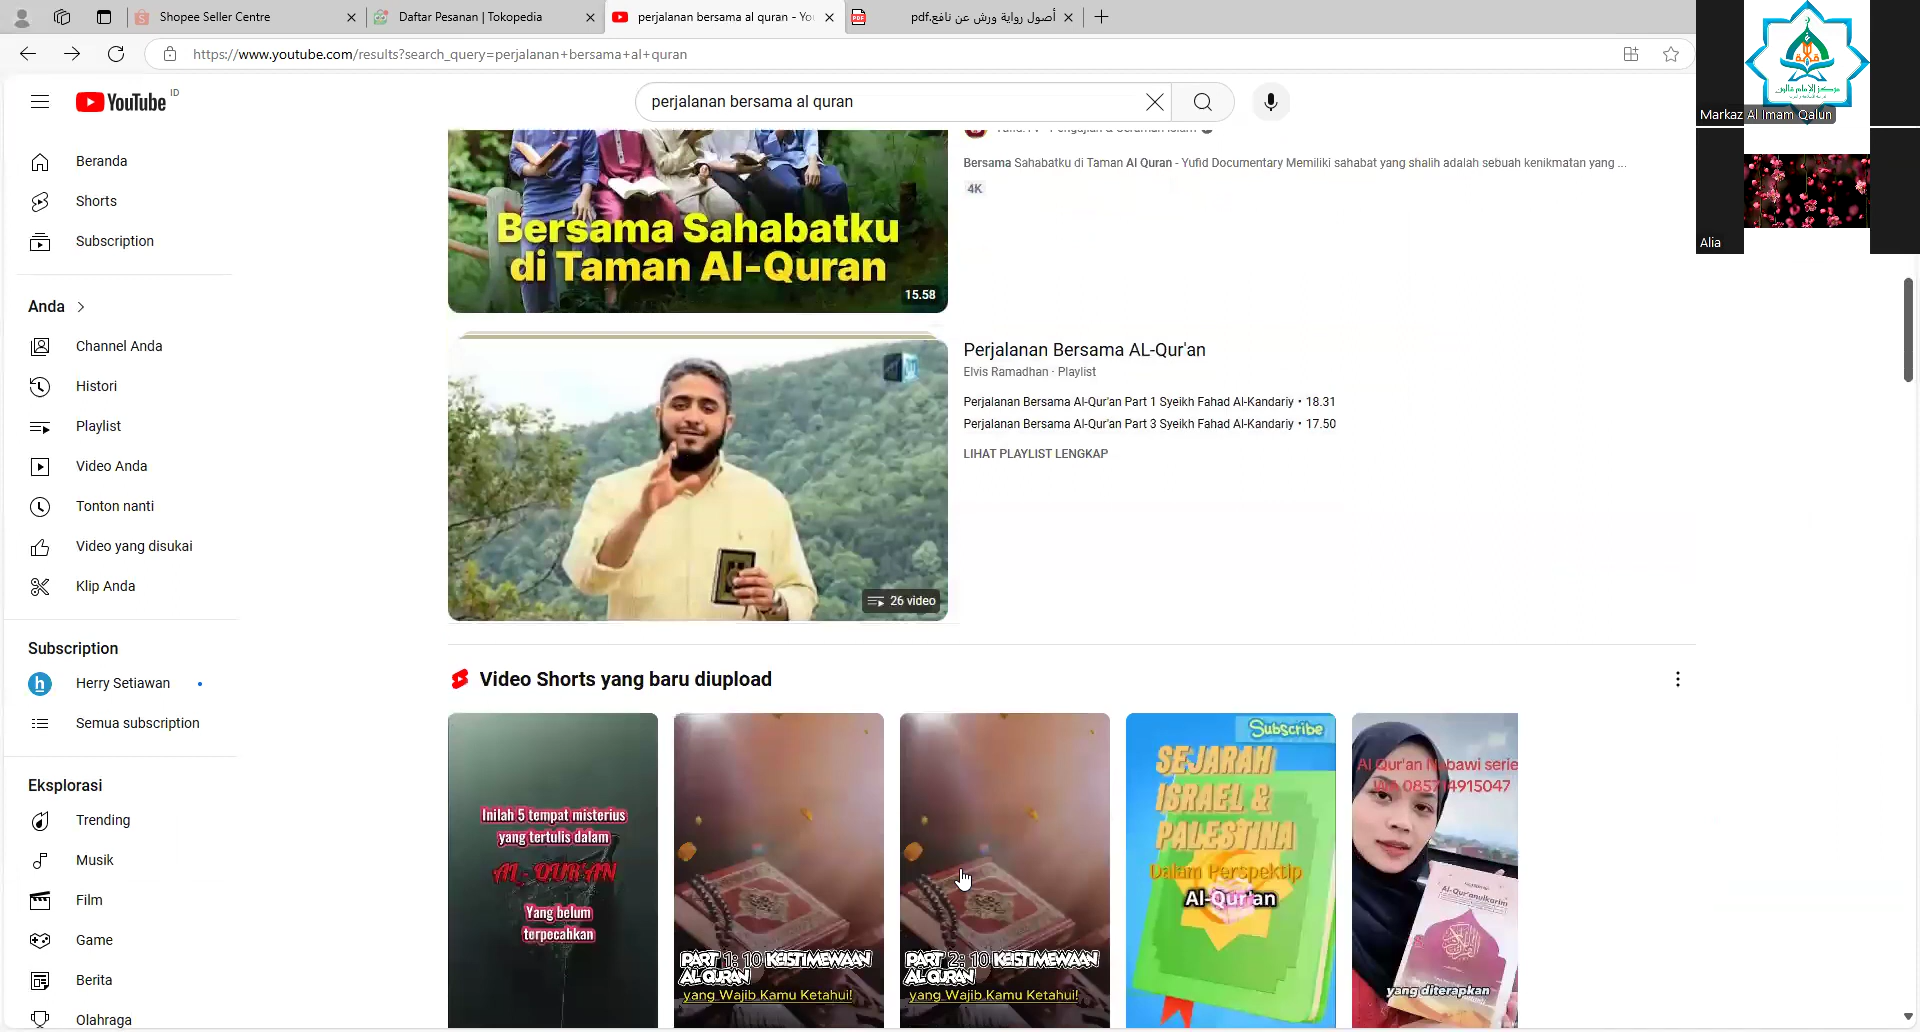 Shopee Seller Centre
Daftar Pesanan | Tokopedia
perjalanan bersama al quran - Yo
أصول رواية ورش عن نافع.pdf
https://www.youtube.com/results?search_query=perjalanan+bersama+al+quran
YouTube ID
perjalanan bersama al quran
Markaz Al Imam Qalun
Alia
Beranda
Shorts
Subscription
Anda
Channel Anda
Histori
Playlist
Video Anda
Tonton nanti
Video yang disukai
Klip Anda
Subscription
Herry Setiawan
Semua subscription
Eksplorasi
Trending
Musik
Film
Game
Berita
Olahraga
Bersama Sahabatku
di Taman Al-Quran
15.58
Bersama Sahabatku di Taman Al Quran - Yufid Documentary Memiliki sahabat yang shalih adalah sebuah kenikmatan yang ...
4K
26 video
Perjalanan Bersama AL-Qur'an
Elvis Ramadhan · Playlist
Perjalanan Bersama Al-Qur'an Part 1 Syeikh Fahad Al-Kandariy • 18.31
Perjalanan Bersama Al-Qur'an Part 3 Syeikh Fahad Al-Kandariy • 17.50
LIHAT PLAYLIST LENGKAP
Video Shorts yang baru diupload
Inilah 5 tempat misterius
yang tertulis dalam
AL-QUR'AN
Yang belum
terpecahkan
PART 1: 10 KEISTIMEWAAN
AL QURAN
yang Wajib Kamu Ketahui!
PART 2: 10 KEISTIMEWAAN
AL QURAN
yang Wajib Kamu Ketahui!
Subscribe
SEJARAH
ISRAEL &
PALESTINA
Dalam Perspektip
Al-Qur'an
Al Qur'an Nabawi serie
Al-Qur'anulkarim
yang diterapkan